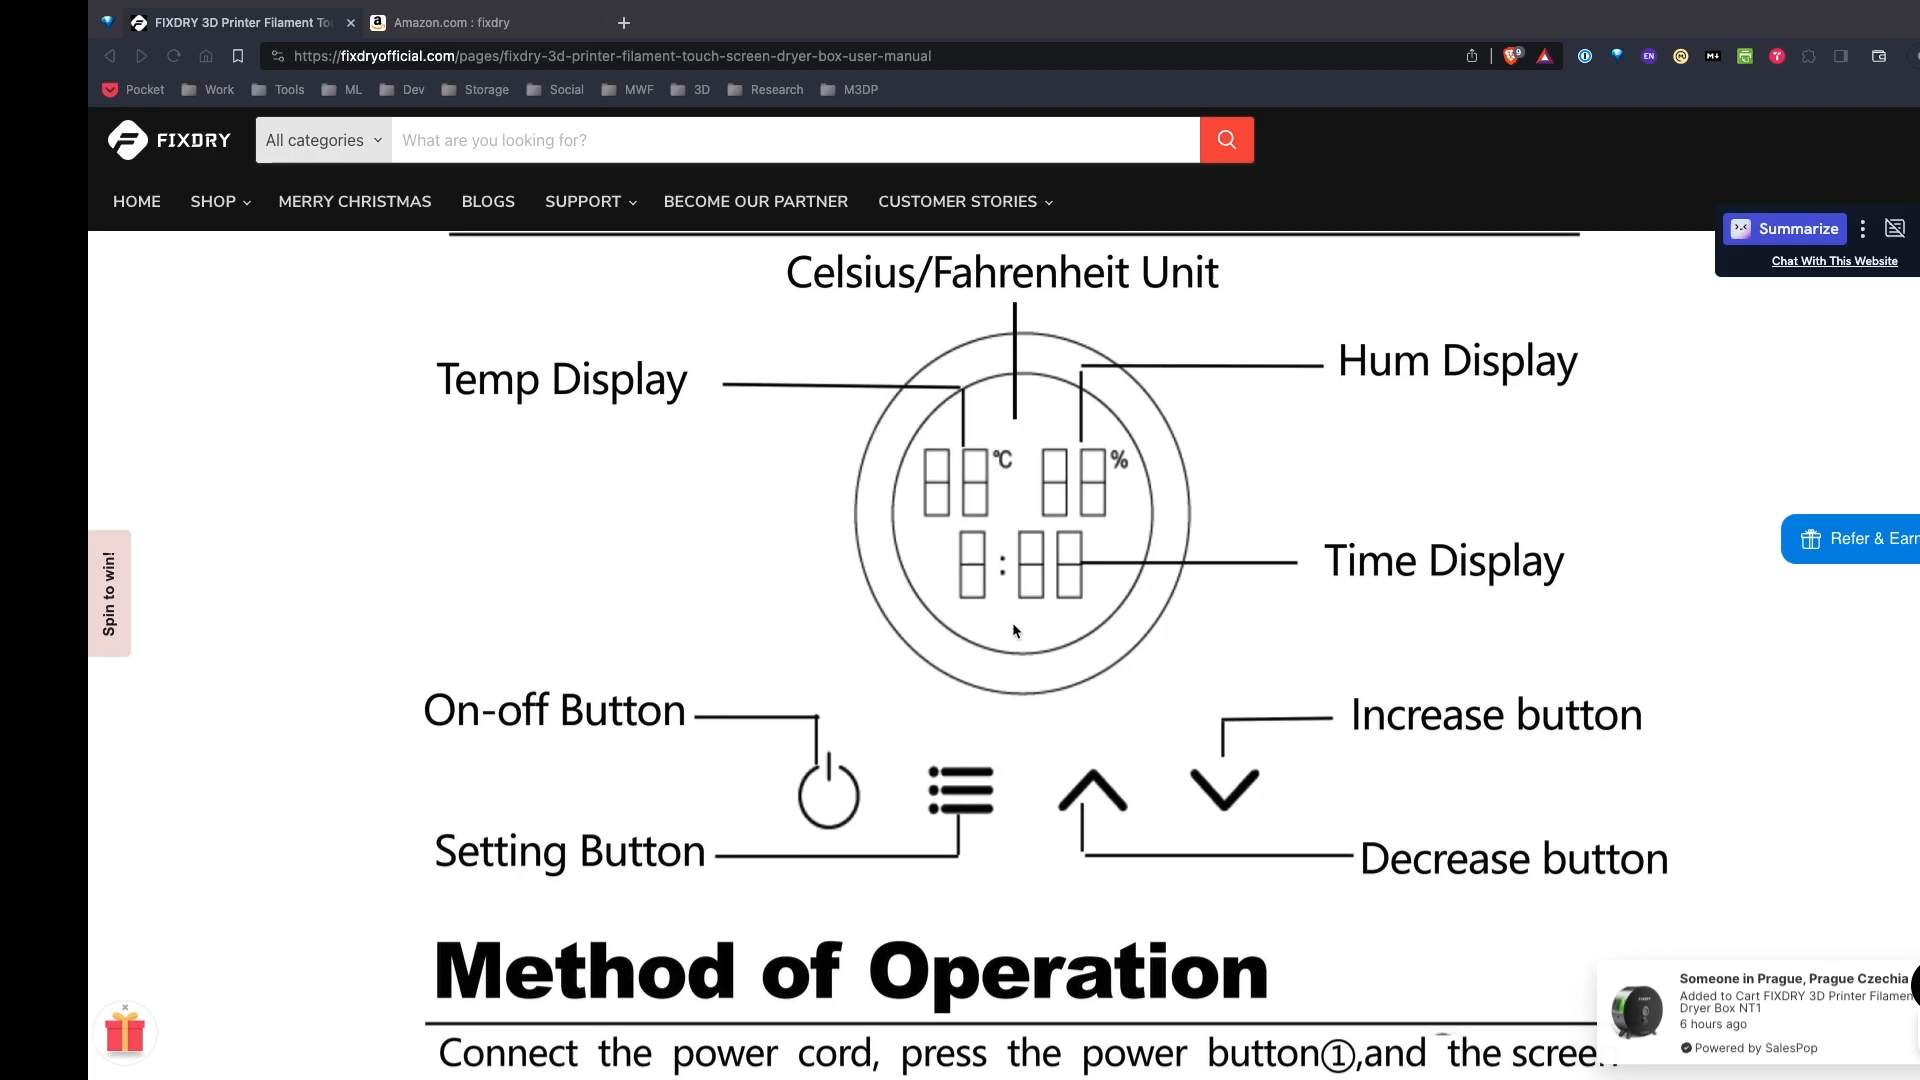 FIXDRY 3D Printer Filament To
Amazon.com : fixdry
https://fixdryofficial.com/pages/fixdry-3d-printer-filament-touch-screen-dryer-box-user-manual
9
EN
M+
Pocket
Work
Tools
ML
Dev
Storage
Social
MWF
3D
Research
M3DP
FIXDRY
All categories
What are you looking for?
HOME
SHOP
MERRY CHRISTMAS
BLOGS
SUPPORT
BECOME OUR PARTNER
CUSTOMER STORIES
Summarize
Chat With This Website
Celsius/Fahrenheit Unit
Temp Display
Hum Display
°C
%
Time Display
Refer & Earn
Spin to win!
On-off Button
Increase button
Setting Button
Decrease button
Method of Operation
Connect the power cord, press the power button①,and the screen
Someone in Prague, Prague Czechia
Added to Cart FIXDRY 3D Printer Filamen
Dryer Box NT1
6 hours ago
Powered by SalesPop